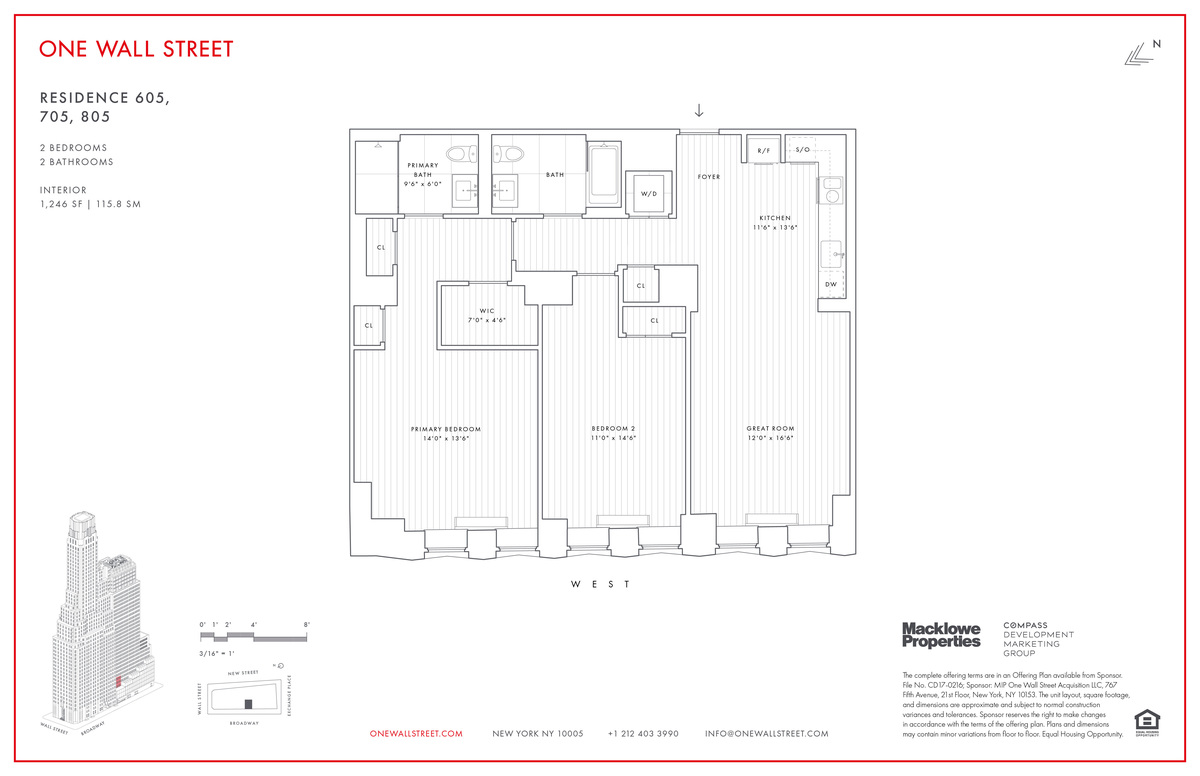 ONE WALL STREET
N
RESIDENCE 605,
705, 805
2 BEDROOMS
2 BATHROOMS
INTERIOR
1,246 SF | 115.8 SM
PRIMARY
BATH
9'6" x 6'0"
BATH
W/D
FOYER
R/F
S/O
KITCHEN
11'6" x 13'6"
DW
CL
CL
WIC
7'0" x 4'6"
CL
CL
PRIMARY BEDROOM
14'0" x 13'6"
BEDROOM 2
11'0" x 14'6"
GREAT ROOM
12'0" x 16'6"
WEST
0' 1' 2' 4' 8'
3/16" = 1'
NEW STREET
WALL STREET
EXCHANGE PLACE
BROADWAY
WALL STREET
BROADWAY
Macklowe
Properties
COMPASS
DEVELOPMENT
MARKETING
GROUP
The complete offering terms are in an Offering Plan available from Sponsor.
File No. CD17-0216; Sponsor: MIP One Wall Street Acquisition LLC, 767
Fifth Avenue, 21st Floor, New York, NY 10153. The unit layout, square footage,
and dimensions are approximate and subject to normal construction
variances and tolerances. Sponsor reserves the right to make changes
in accordance with the terms of the offering plan. Plans and dimensions
may contain minor variations from floor to floor. Equal Housing Opportunity.
EQUAL HOUSING
OPPORTUNITY
ONEWALLSTREET.COM NEW YORK NY 10005 +1 212 403 3990 INFO@ONEWALLSTREET.COM